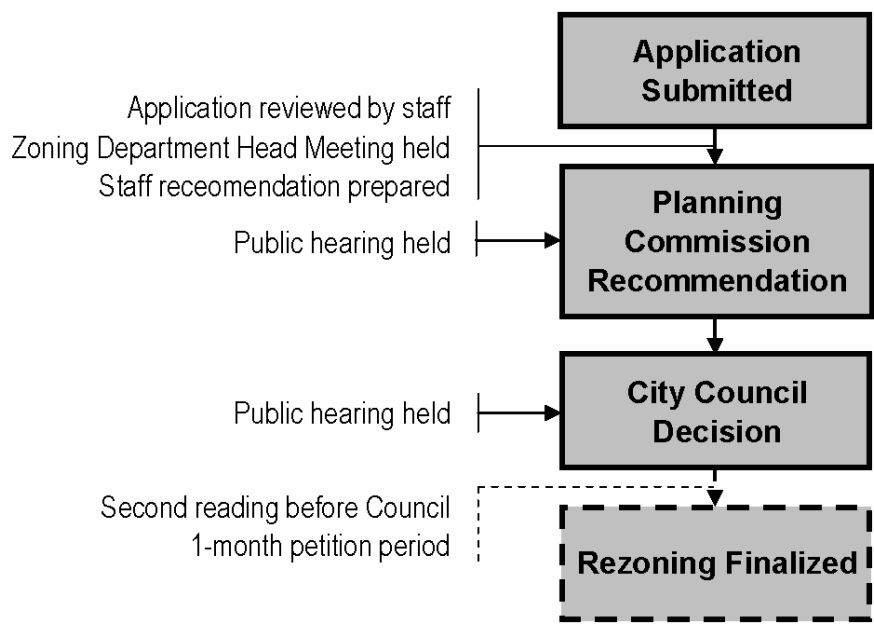 Application
Submitted
Application reviewed by staff
Zoning Department Head Meeting held
Staff receomendation prepared
Planning
Commission
Recommendation
Public hearing held
City Council
Decision
Public hearing held
Second reading before Council
1-month petition period
Rezoning Finalized